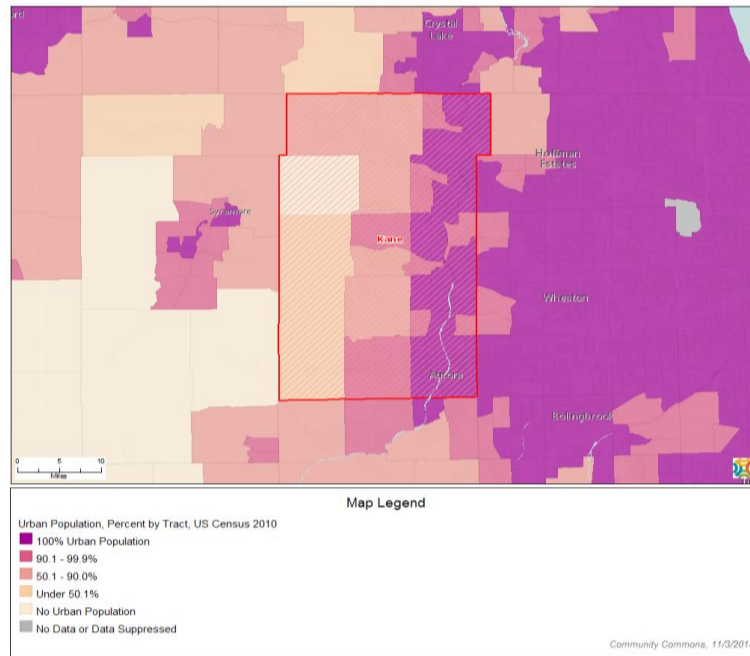 ord
Crystal
Lake
Hoffman
Estates
Sycamore
Kane
Wheaton
Aurora
Bolingbrook
0 5 10
Miles
Map Legend
Urban Population, Percent by Tract, US Census 2010
100% Urban Population
90.1 - 99.9%
50.1 - 90.0%
Under 50.1%
No Urban Population
No Data or Data Suppressed
Community Commons, 11/3/201